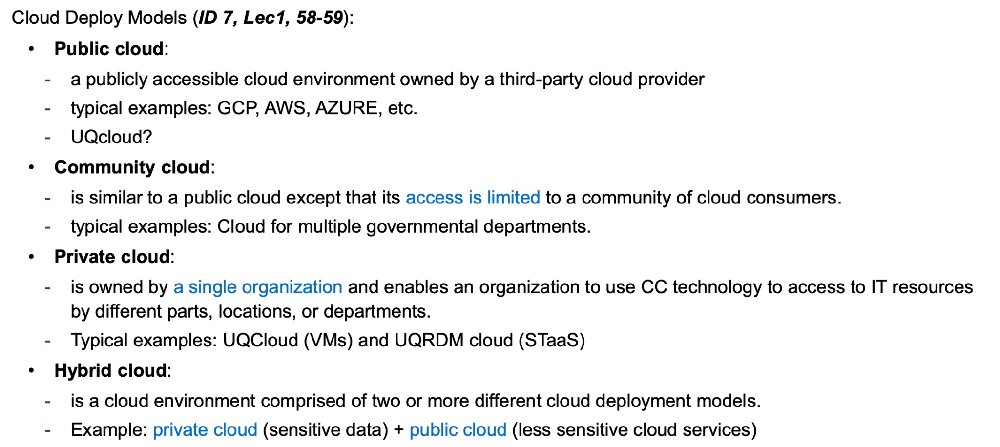 Cloud Deploy Models (ID 7, Lec1, 58-59):
• Public cloud:
- a publicly accessible cloud environment owned by a third-party cloud provider
- typical examples: GCP, AWS, AZURE, etc.
- UQcloud?
• Community cloud:
- is similar to a public cloud except that its access is limited to a community of cloud consumers.
- typical examples: Cloud for multiple governmental departments.
• Private cloud:
- is owned by a single organization and enables an organization to use CC technology to access to IT resources
by different parts, locations, or departments.
- Typical examples: UQCloud (VMs) and UQRDM cloud (STaaS)
• Hybrid cloud:
- is a cloud environment comprised of two or more different cloud deployment models.
- Example: private cloud (sensitive data) + public cloud (less sensitive cloud services)